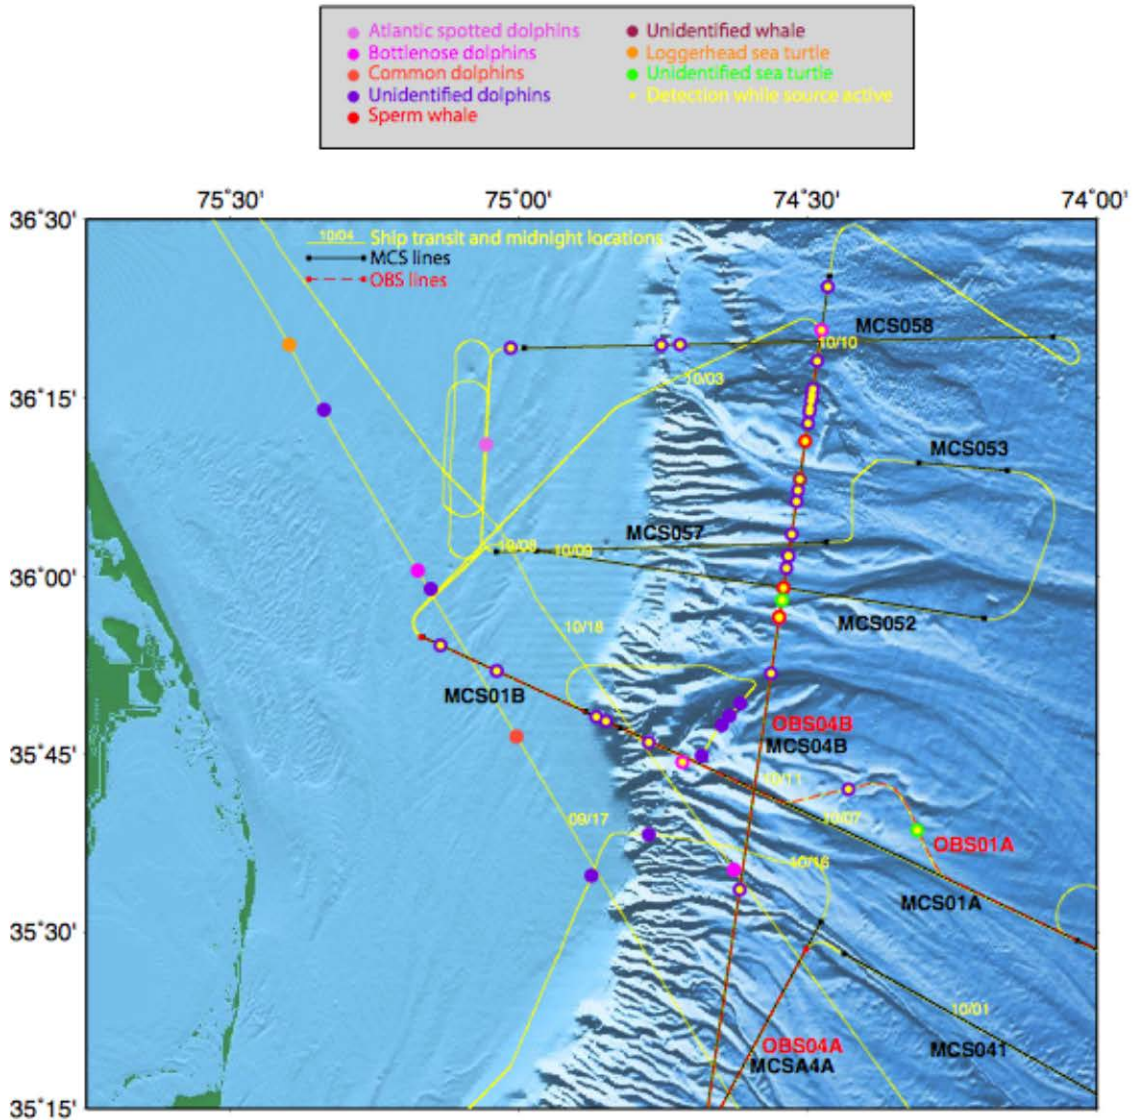 Atlantic spotted dolphins
Bottlenose dolphins
Common dolphins
Unidentified dolphins
Sperm whale
Unidentified whale
Loggerhead sea turtle
Unidentified sea turtle
Detection while source active
75˚30' 75˚00' 74˚30' 74˚00'
36˚30'
10/04 Ship transit and midnight locations
MCS lines
OBS lines
MCS058
10/10
10/03
36˚15'
MCS053
MCS057
10/08 10/09
36˚00'
MCS052
10/18
MCS01B
OBS04B
MCS04B
35˚45'
10/11
10/07
09/17
OBS01A
10/16
MCS01A
35˚30'
10/01
OBS04A
MCS041
MCSA4A
35˚15'